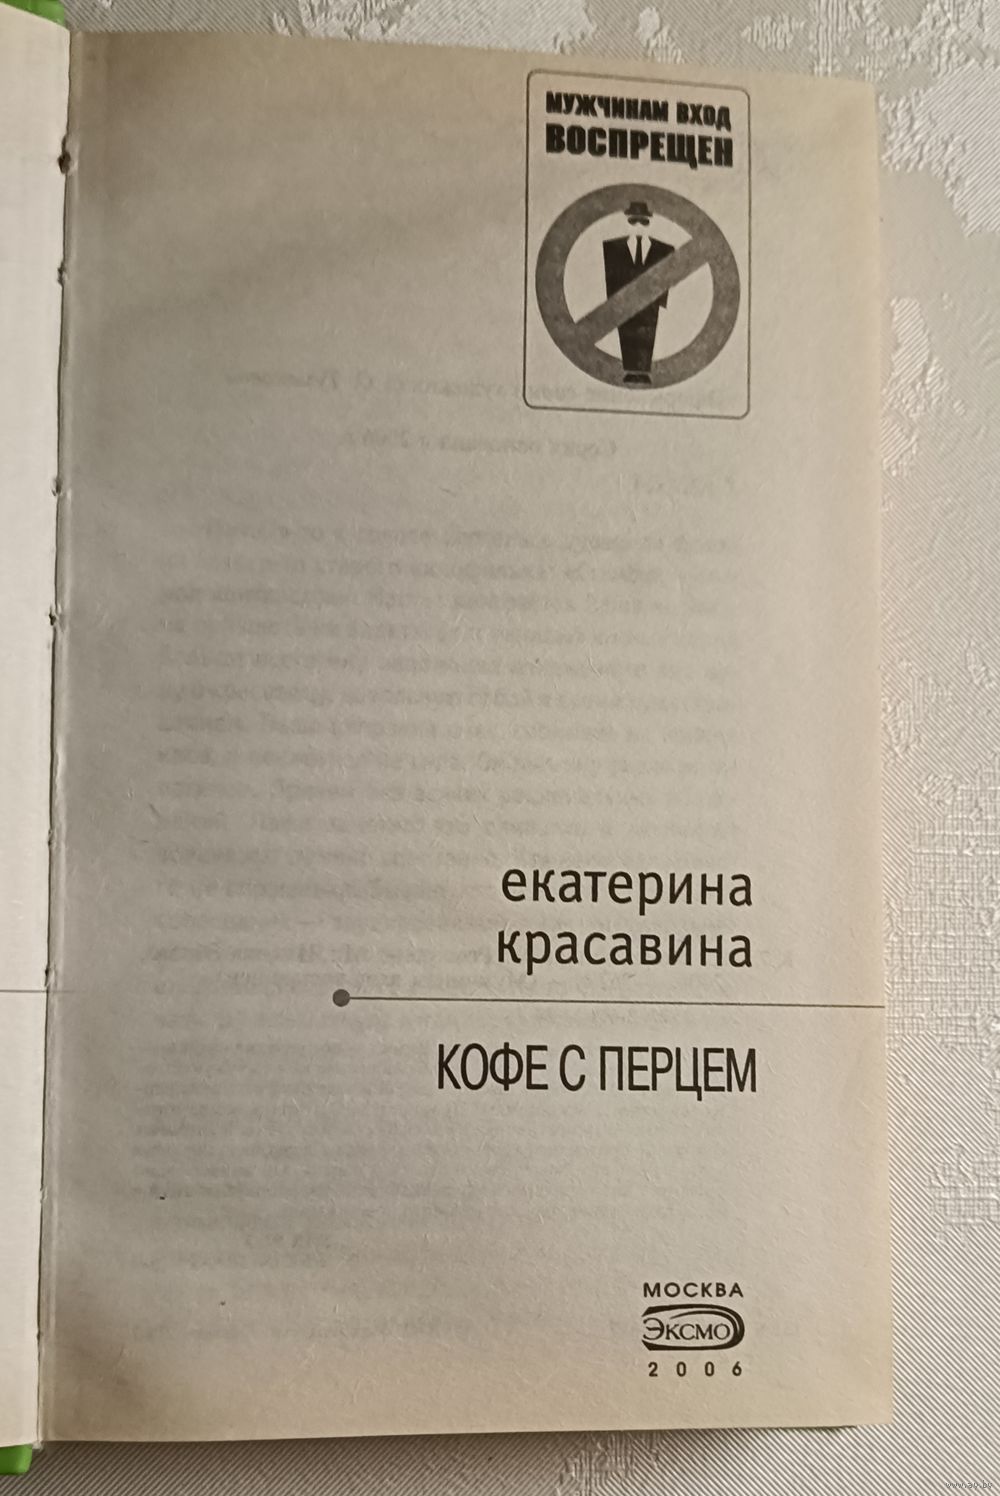 МУЖЧИНАМ ВХОД
ВОСПРЕЩЕН
екатерина
красавина
КОФЕ С ПЕРЦЕМ
МОСКВА
ЭКСМО
2006